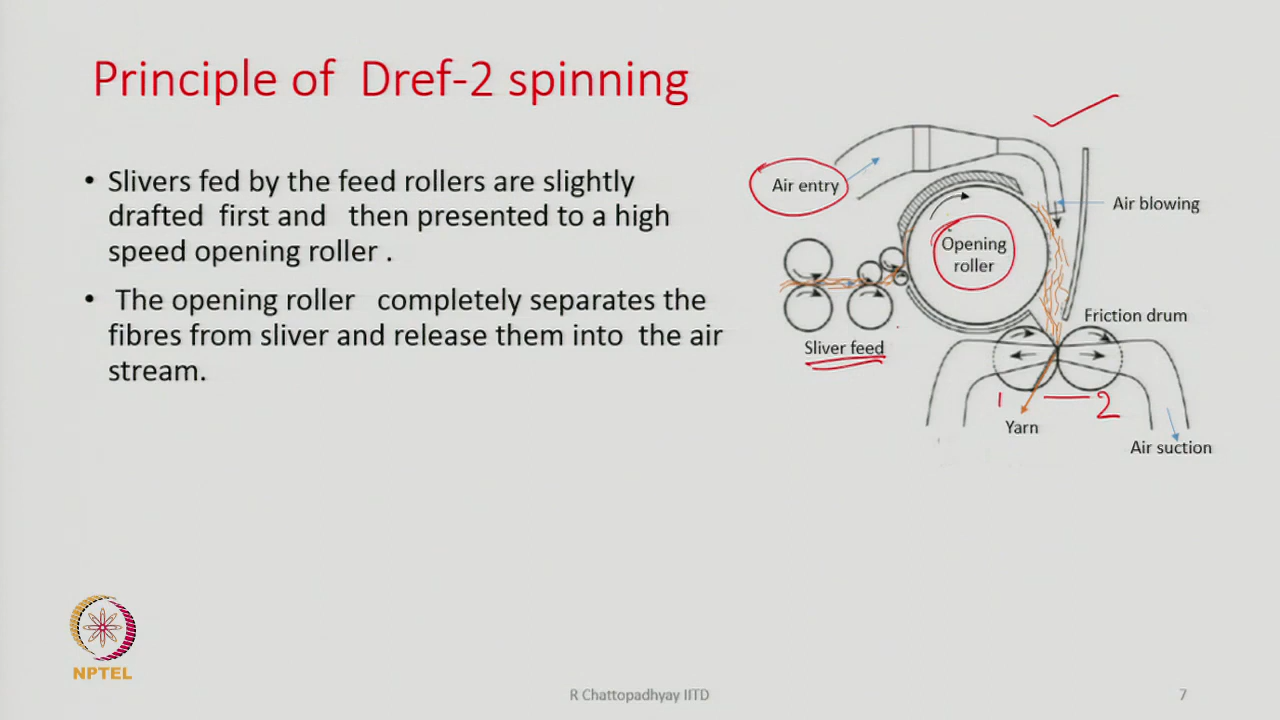 Principle of Dref-2 spinning
• Slivers fed by the feed rollers are slightly
drafted first and then presented to a high
speed opening roller .
• The opening roller completely separates the
fibres from sliver and release them into the air
stream.
Air entry
Air blowing
Opening
roller
Friction drum
Sliver feed
1 — 2
Yarn
Air suction
NPTEL
R Chattopadhyay IITD
7